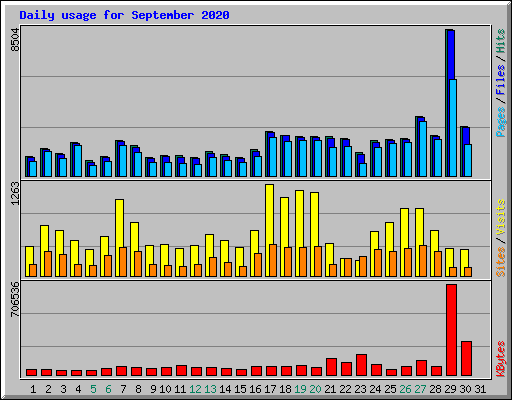 Daily usage for September 2020
8504
Pages / Files / Hits
1263
Sites / Visits
706536
KBytes
1 2 3 4 5 6 7 8 9 10 11 12 13 14 15 16 17 18 19 20 21 22 23 24 25 26 27 28 29 30 31